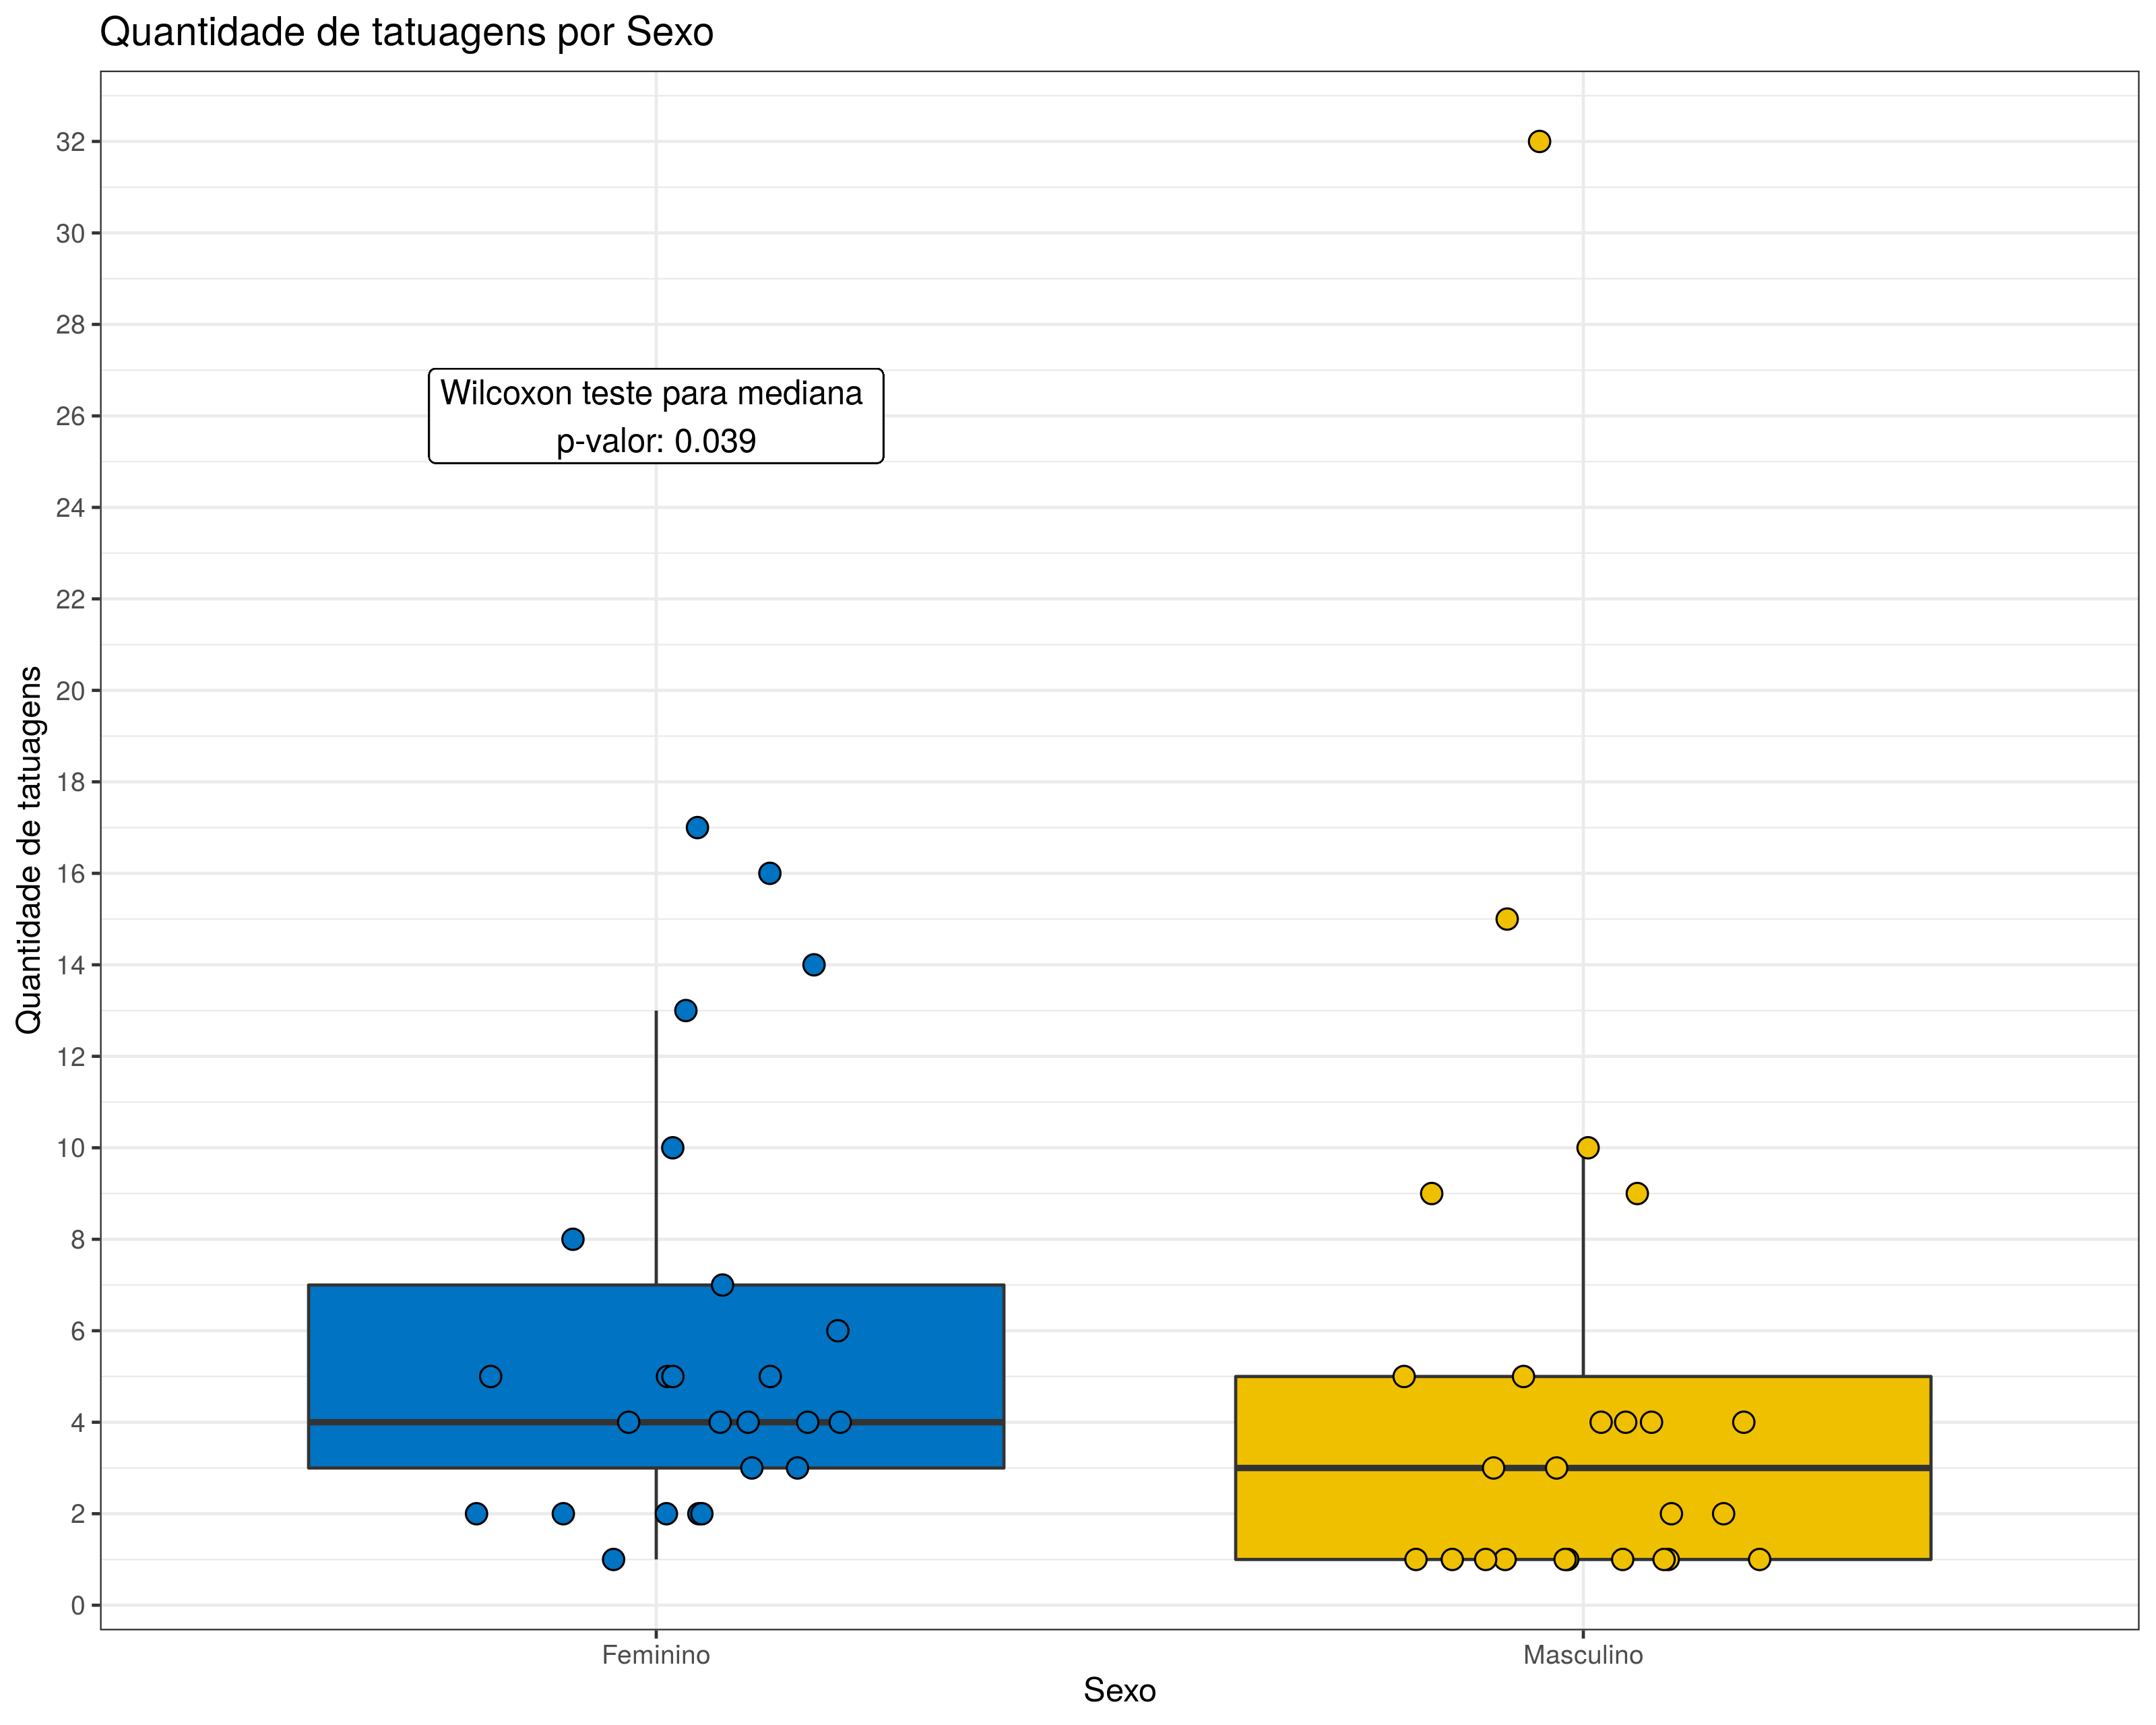 Quantidade de tatuagens por Sexo
32
30
28
26
24
22
20
18
16
14
12
10
8
6
4
2
0
Quantidade de tatuagens
Wilcoxon teste para mediana
p-valor: 0.039
Feminino
Masculino
Sexo